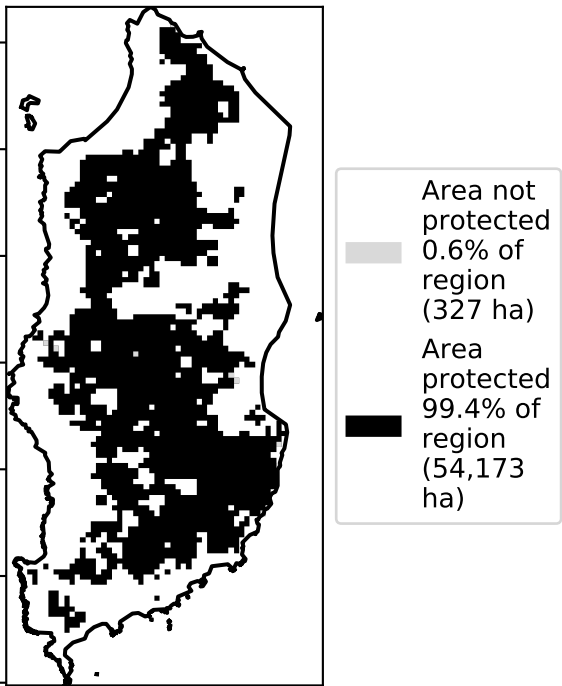 Area not
protected
0.6% of
region
(327 ha)
Area
protected
99.4% of
region
(54,173
ha)